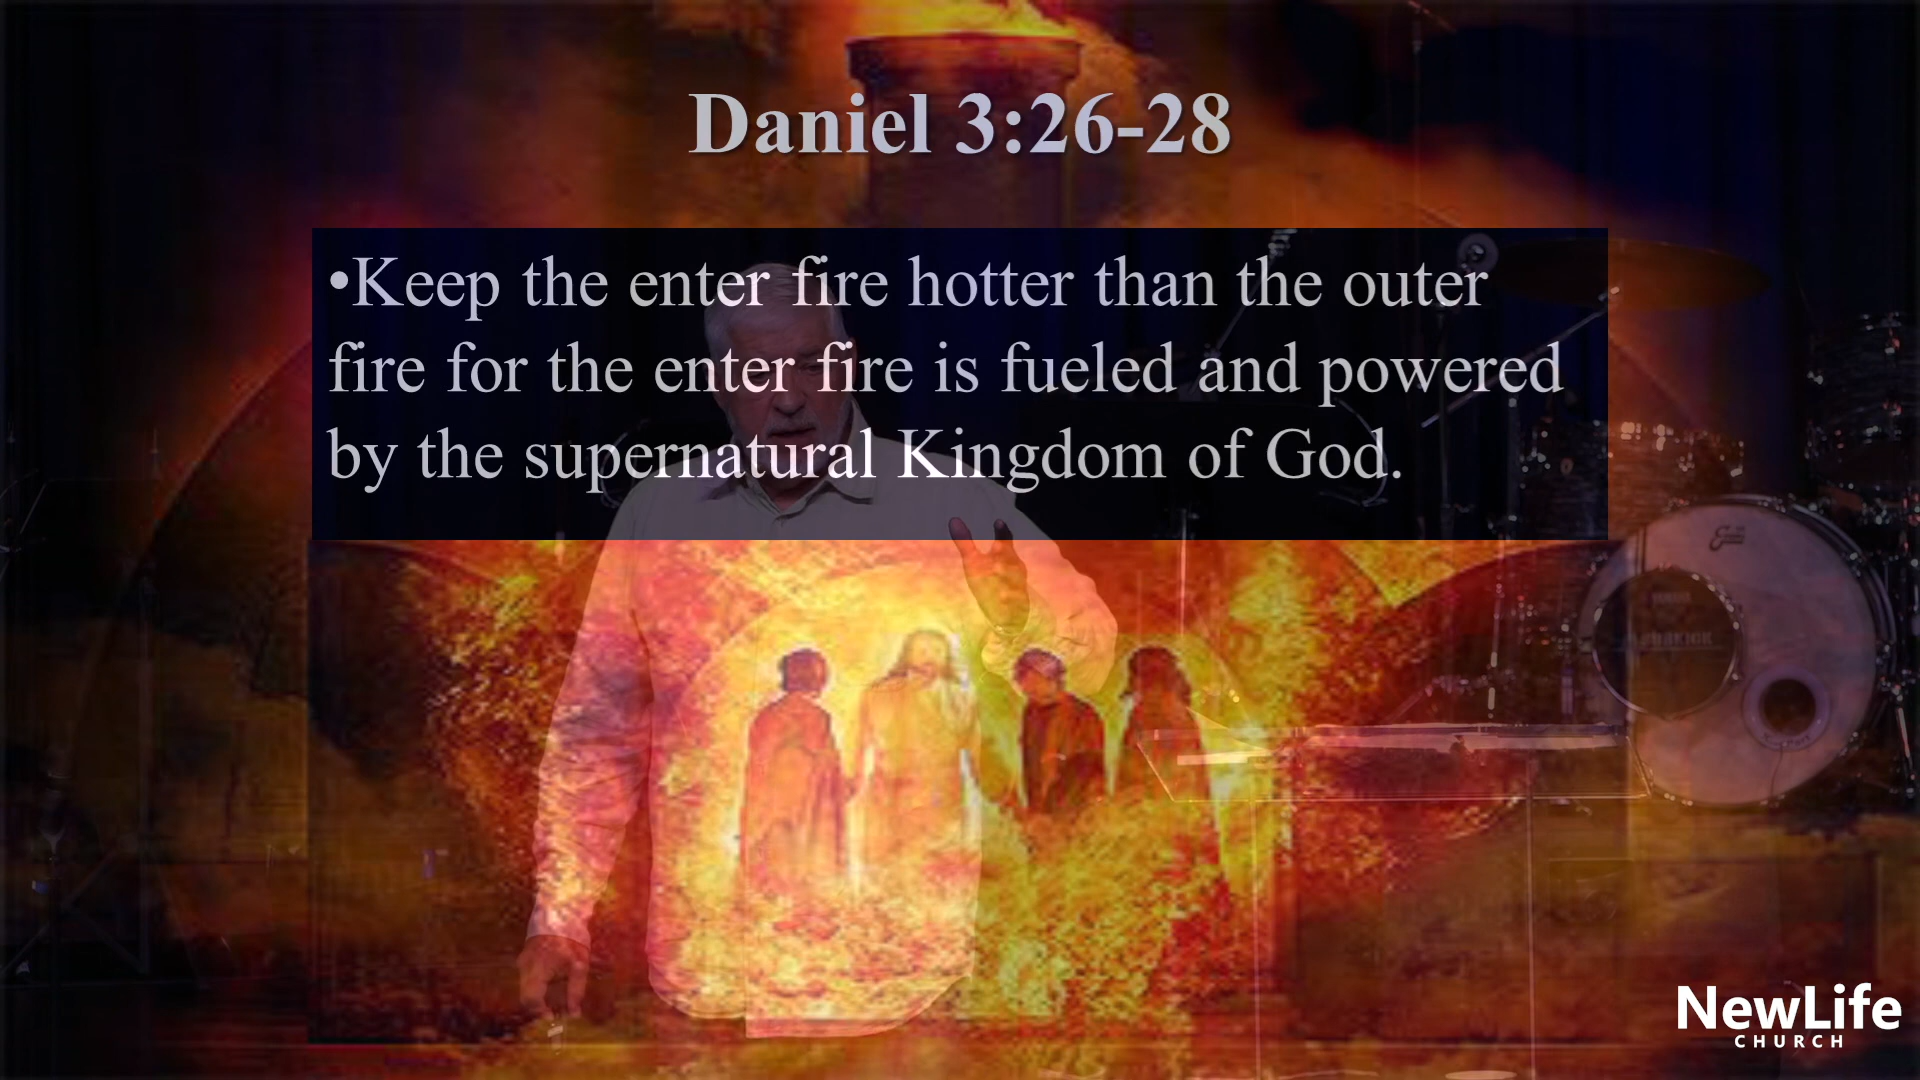 Daniel 3:26-28
•Keep the enter fire hotter than the outer
fire for the enter fire is fueled and powered
by the supernatural Kingdom of God.
NewLife
CHURCH